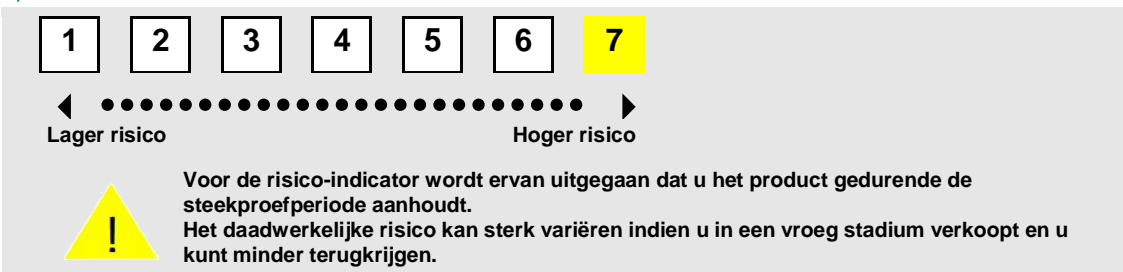 1 2 3 4 5 6 7
Lager risico Hoger risico
Voor de risico-indicator wordt ervan uitgegaan dat u het product gedurende de
steekproefperiode aanhoudt.
!
Het daadwerkelijke risico kan sterk variëren indien u in een vroeg stadium verkoopt en u
kunt minder terugkrijgen.